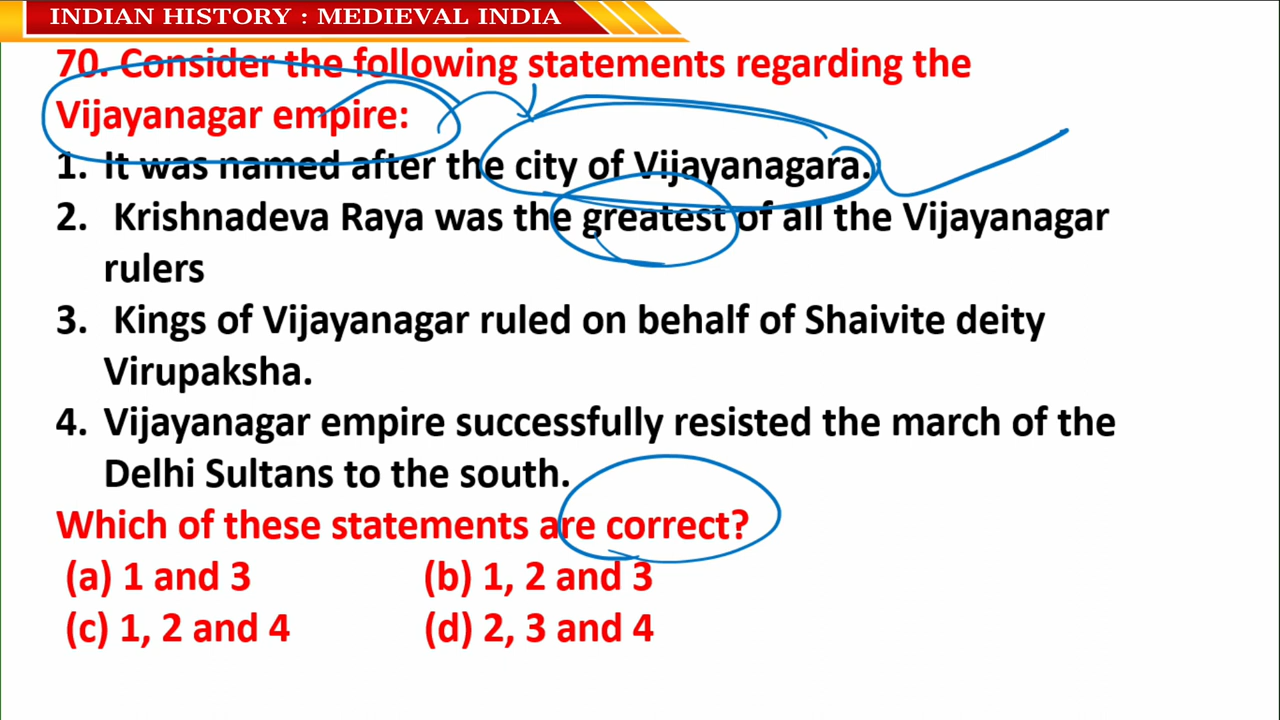 INDIAN HISTORY : MEDIEVAL INDIA
70. Consider the following statements regarding the
Vijayanagar empire:
1. It was named after the city of Vijayanagara.
2. Krishnadeva Raya was the greatest of all the Vijayanagar
rulers
3. Kings of Vijayanagar ruled on behalf of Shaivite deity
Virupaksha.
4. Vijayanagar empire successfully resisted the march of the
Delhi Sultans to the south.
Which of these statements are correct?
(a) 1 and 3 (b) 1, 2 and 3
(c) 1, 2 and 4 (d) 2, 3 and 4